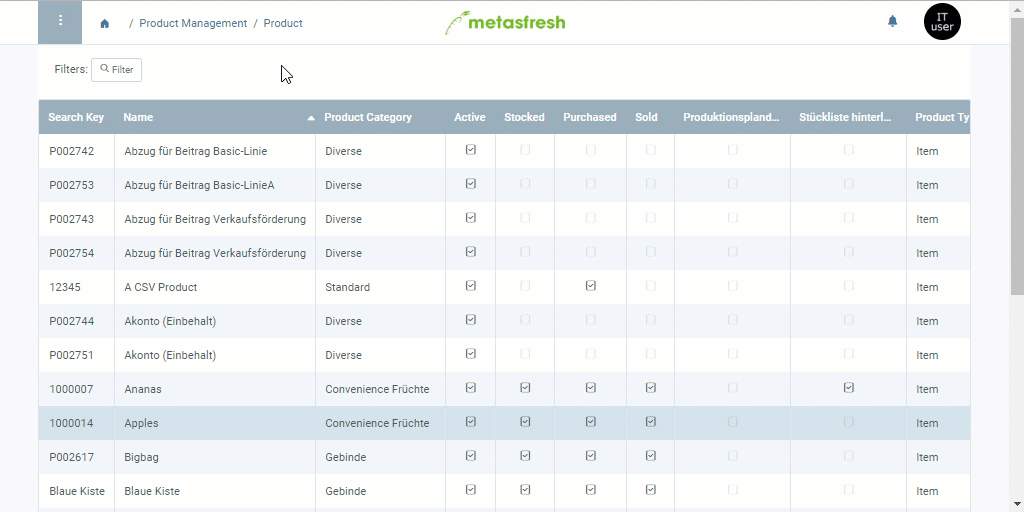 / Product Management / Product
metasfresh
IT user
Filters: Filter
Search Key Name Product Category Active Stocked Purchased Sold Produktionspland... Stückliste hinterl... Product Ty
P002742 Abzug für Beitrag Basic-Linie Diverse Item
P002753 Abzug für Beitrag Basic-LinieA Diverse Item
P002743 Abzug für Beitrag Verkaufsförderung Diverse Item
P002754 Abzug für Beitrag Verkaufsförderung Diverse Item
12345 A CSV Product Standard Item
P002744 Akonto (Einbehalt) Diverse Item
P002751 Akonto (Einbehalt) Diverse Item
1000007 Ananas Convenience Früchte Item
1000014 Apples Convenience Früchte Item
P002617 Bigbag Gebinde Item
Blaue Kiste Blaue Kiste Gebinde Item